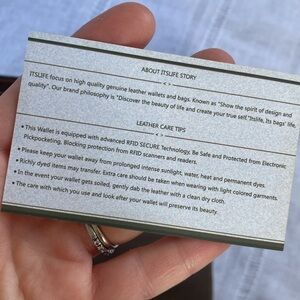 ABOUT ITSLIFE STORY
ITSLIFE focus on high quality genuine leather wallets and bags. Known as "Show the spirit of design and
quality". Our brand philosophy is "Discover the beauty of life and create your true self."Itslife, Its bags' life.
LEATHER CARE TIPS
• This Wallet is equipped with advanced RFID SECURE Technology, Be Safe and Protected from Electronic
Pickpocketing. Blocking protection from RFID scanners and readers.
• Please keep your wallet away from prolonged intense sunlight, water, heat and permanent dyes.
• Richly dyed items may transfer. Extra care should be taken when wearing with light colored garments.
• In the event your wallet gets soiled, gently dab the leather with a clean dry cloth.
• The care with which you use and look after your wallet will preserve its beauty.